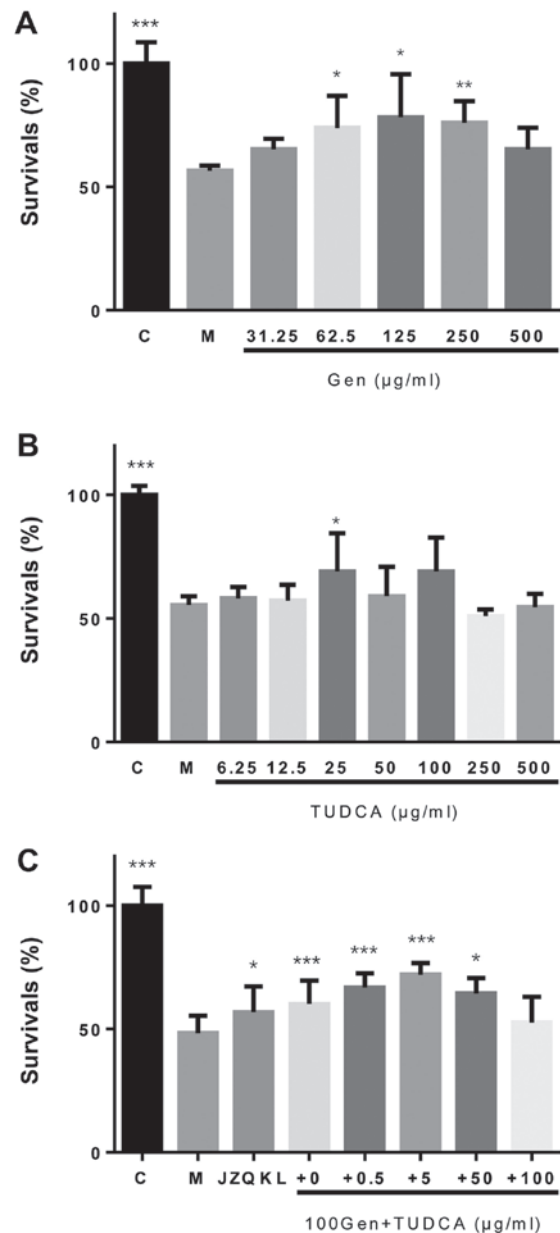 A
***
*
*
**
Survivals (%)
100
50
0
C M 31.25 62.5 125 250 500
Gen (µg/ml)
B
***
*
Survivals (%)
100
50
0
C M 6.25 12.5 25 50 100 250 500
TUDCA (µg/ml)
C
***
*
***
***
***
*
Survivals (%)
100
50
0
C M JZQKL +0 +0.5 +5 +50 +100
100Gen+TUDCA (µg/ml)